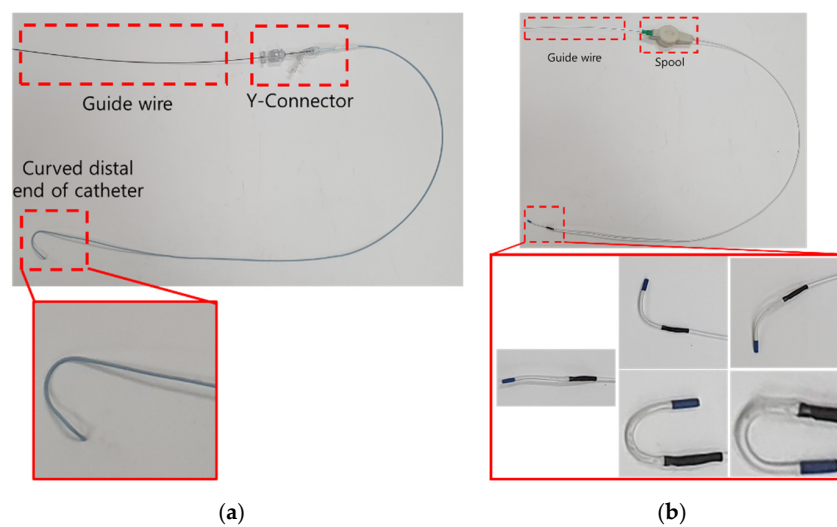 Guide wire
Y-Connector
Curved distal
end of catheter
Guide wire
Spool
(a)
(b)